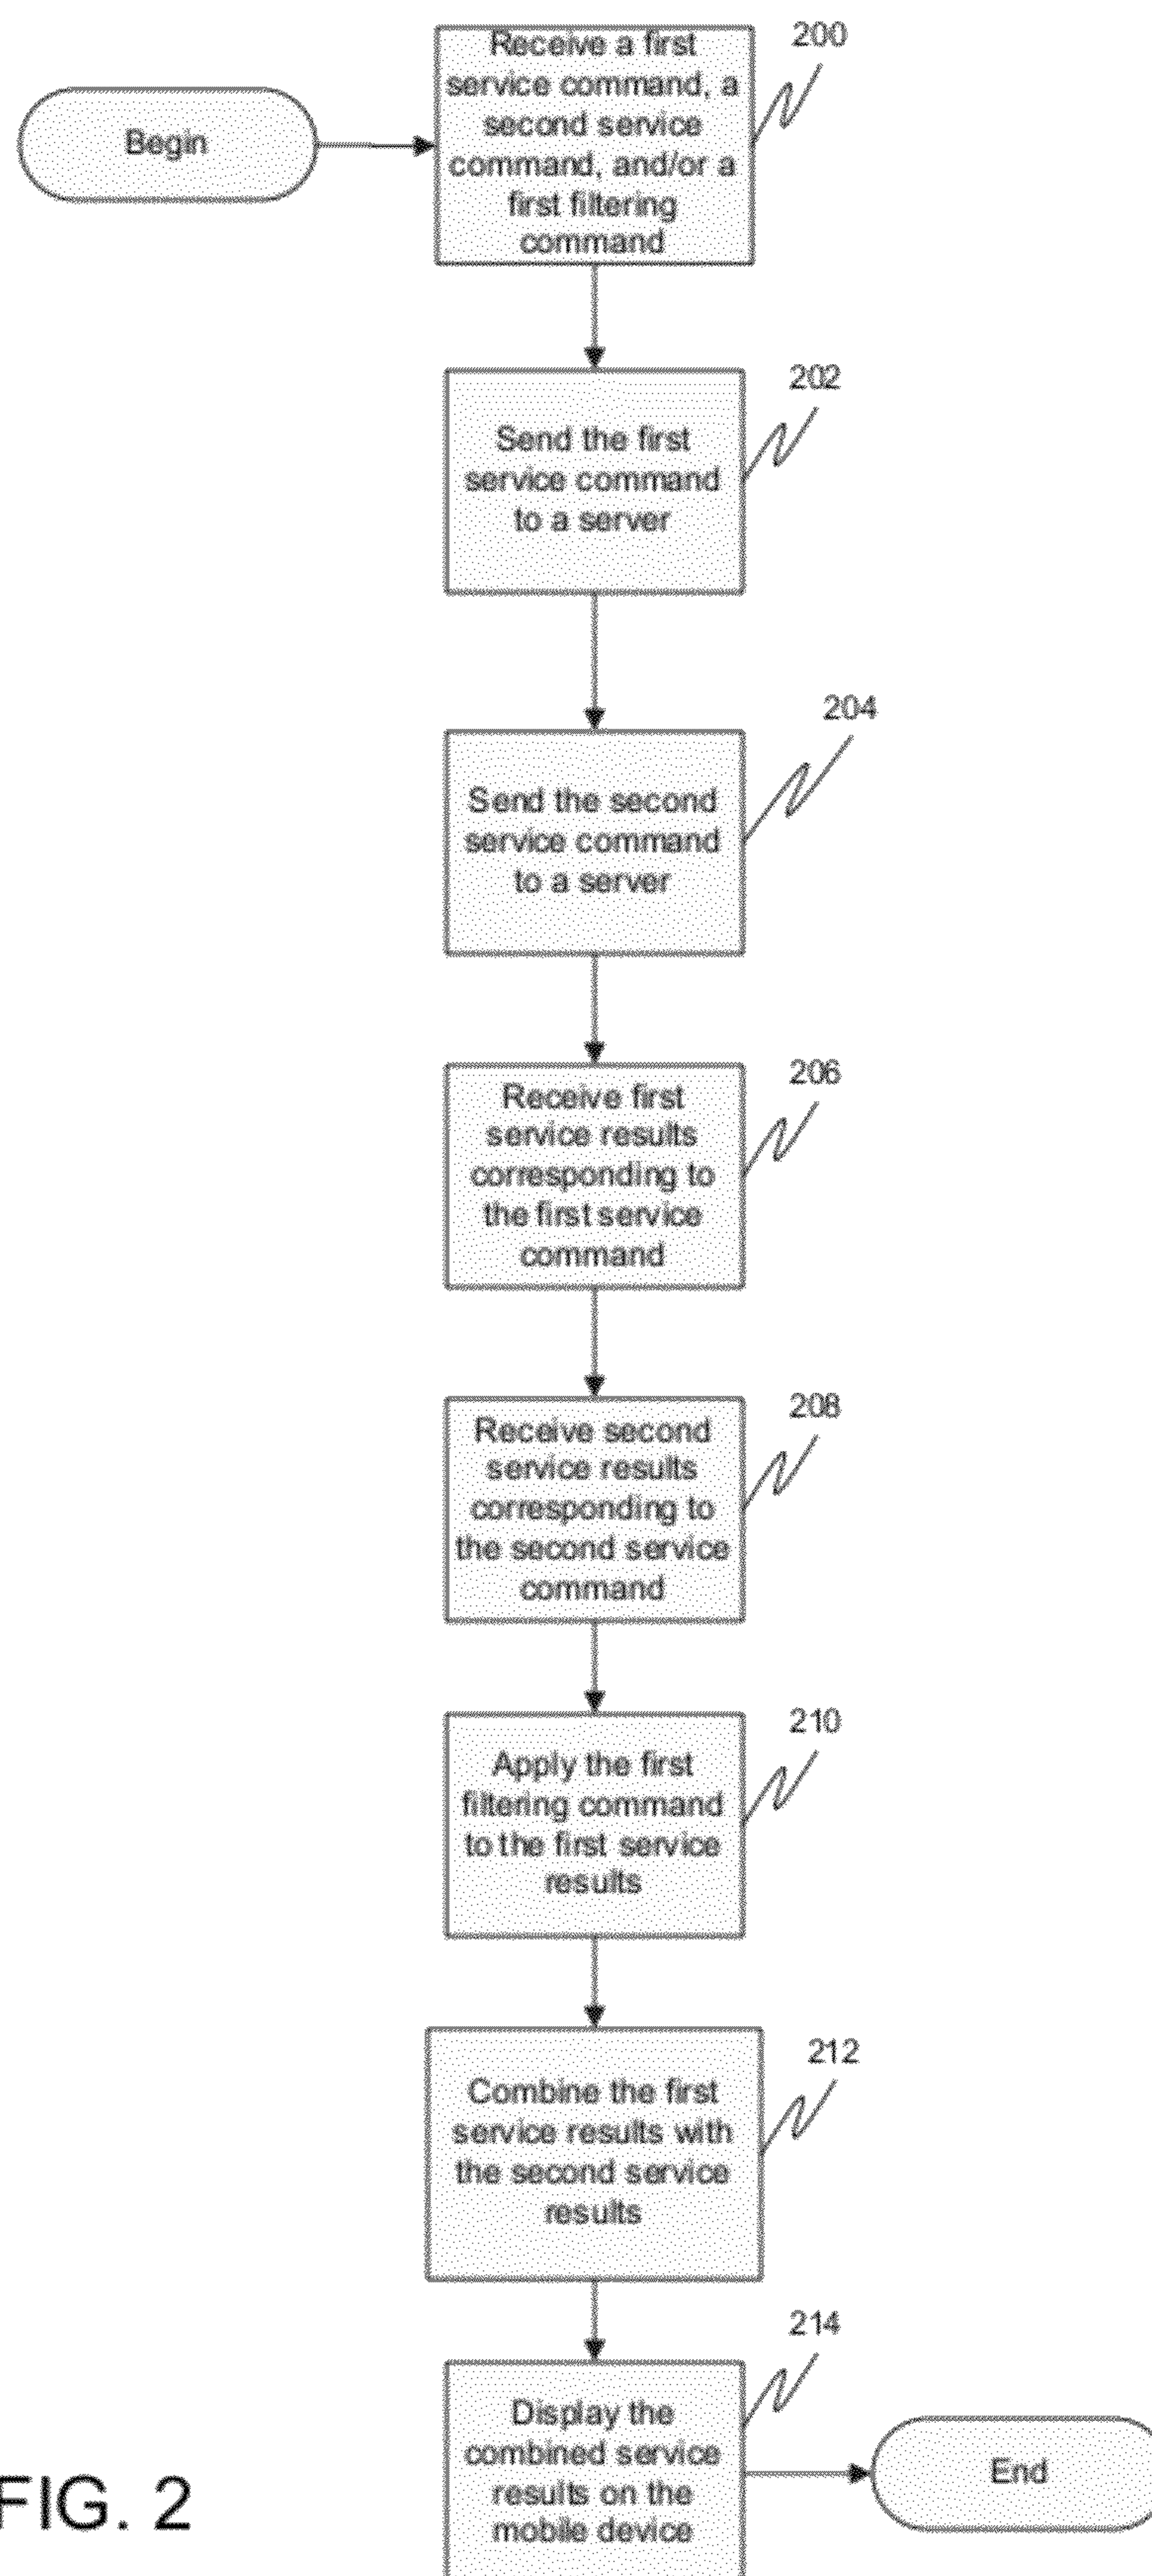 Begin
Receive a first
service command, a
second service
command, and/or a
first filtering
command
200
Send the first
service command
to a server
202
Send the second
service command
to a server
204
Receive first
service results
corresponding to
the first service
command
206
Receive second
service results
corresponding to
the second service
command
208
Apply the first
filtering command
to the first service
results
210
Combine the first
service results with
the second service
results
212
Display the
combined service
results on the
mobile device
214
End
FIG. 2